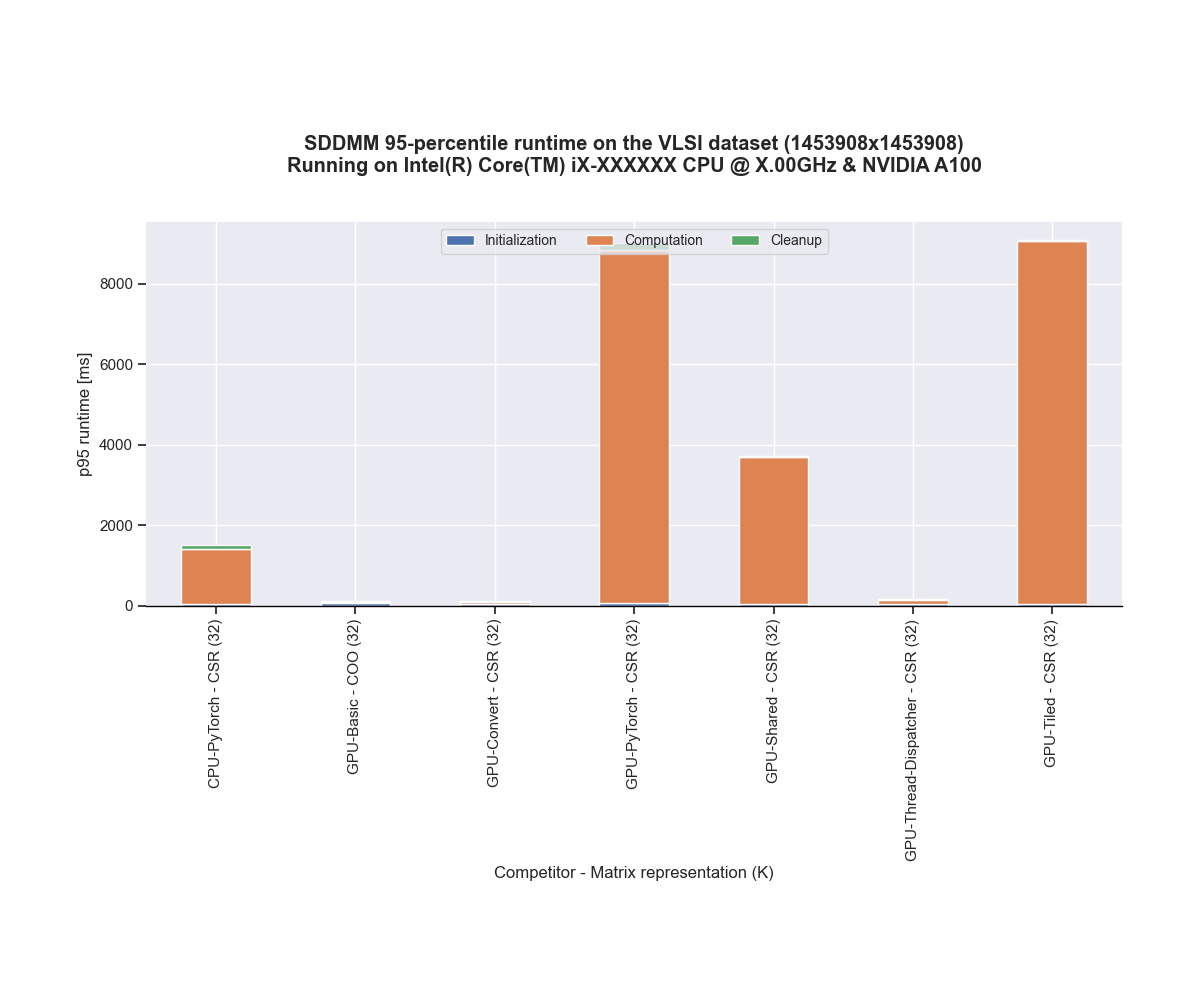 SDDMM 95-percentile runtime on the VLSI dataset (1453908x1453908)
Running on Intel(R) Core(TM) iX-XXXXXX CPU @ X.00GHz & NVIDIA A100
Initialization
Computation
Cleanup
p95 runtime [ms]
8000
6000
4000
2000
0
CPU-PyTorch - CSR (32)
GPU-Basic - COO (32)
GPU-Convert - CSR (32)
GPU-PyTorch - CSR (32)
GPU-Shared - CSR (32)
GPU-Thread-Dispatcher - CSR (32)
GPU-Tiled - CSR (32)
Competitor - Matrix representation (K)